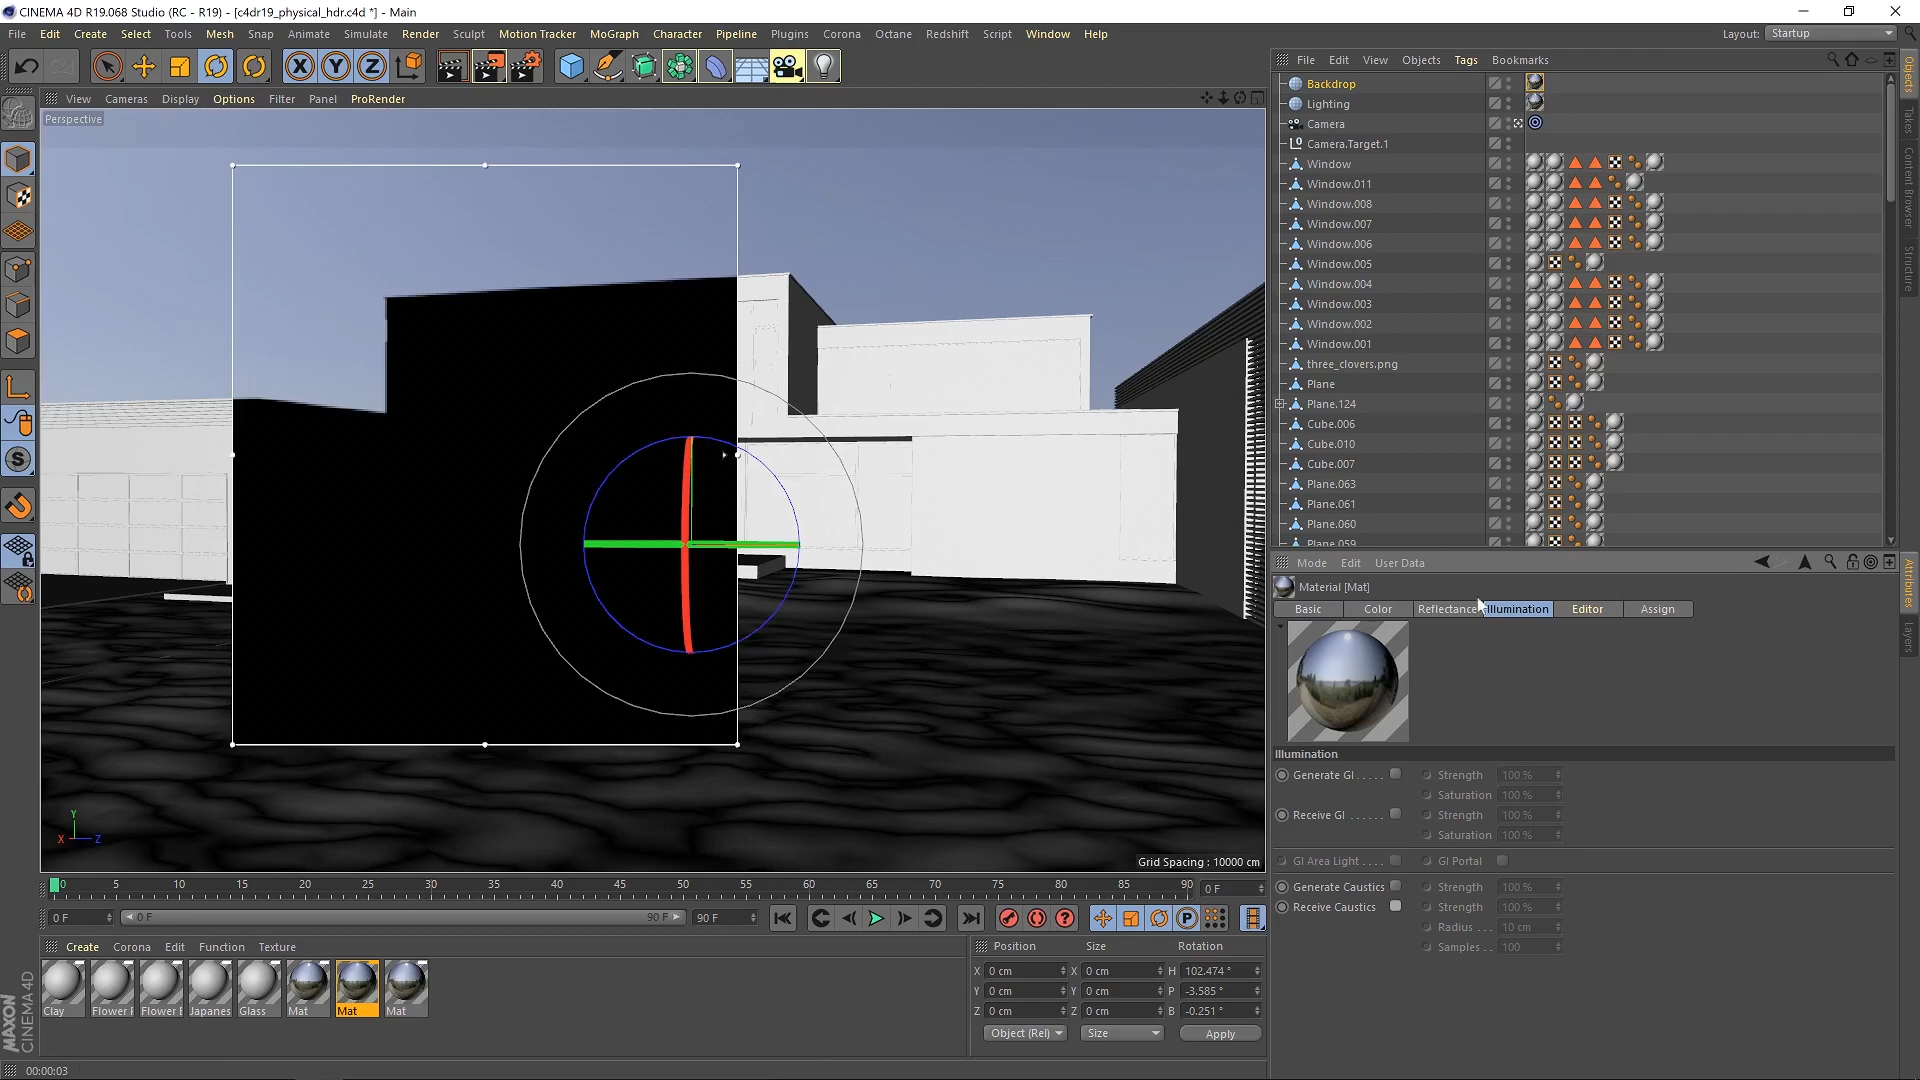 CINEMA 4D R19.068 Studio (RC - R19) - [c4dr19_physical_hdr.c4d *] - Main
File Edit Create Select Tools Mesh Snap Animate Simulate Render Sculpt Motion Tracker MoGraph Character Pipeline Plugins Corona Octane Redshift Script Window Help
Layout: Startup
View Cameras Display Options Filter Panel ProRender
Perspective
X Y Z
Grid Spacing : 10000 cm
File Edit View Objects Tags Bookmarks
Backdrop
Lighting
Camera
Camera.Target.1
Window
Window.011
Window.008
Window.007
Window.006
Window.005
Window.004
Window.003
Window.002
Window.001
three_clovers.png
Plane
Plane.124
Cube.006
Cube.010
Cube.007
Plane.063
Plane.061
Plane.060
Plane.059
Objects
Takes
Content Browser
Structure
Mode Edit User Data
Material [Mat]
Basic Color Reflectance Illumination Editor Assign
Illumination
Generate GI..... Strength 100 %
Saturation 100 %
Receive GI ...... Strength 100 %
Saturation 100 %
GI Area Light .... GI Portal
Generate Caustics Strength 100 %
Receive Caustics Strength 100 %
Radius ... 10 cm
Samples .. 100
Attributes
Layers
0 5 10 15 20 25 30 35 40 45 50 55 60 65 70 75 80 85 90 0 F
0 F 0 F 90 F 90 F
Create Corona Edit Function Texture
Clay Flower F Flower E Japanes Glass Mat Mat Mat
Position Size Rotation
X 0 cm X 0 cm H 102.474 °
Y 0 cm Y 0 cm P -3.585 °
Z 0 cm Z 0 cm B -0.251 °
Object (Rel) Size Apply
MAXON
CINEMA 4D
00:00:03